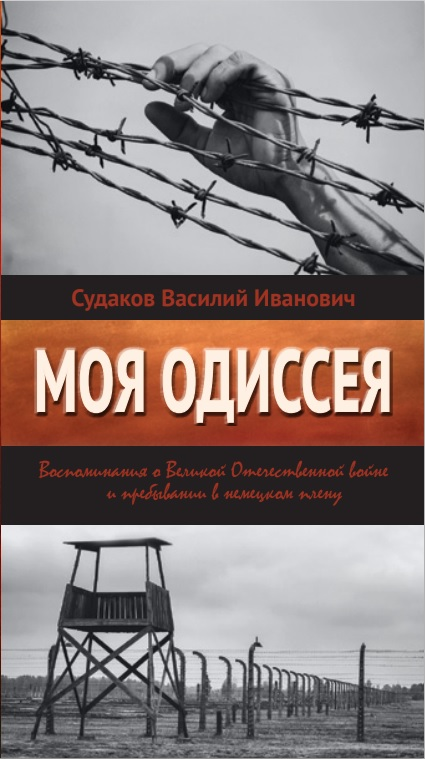 Судаков Василий Иванович
МОЯ ОДИССЕЯ
Воспоминания о Великой Отечественной войне
и пребывании в немецком плену